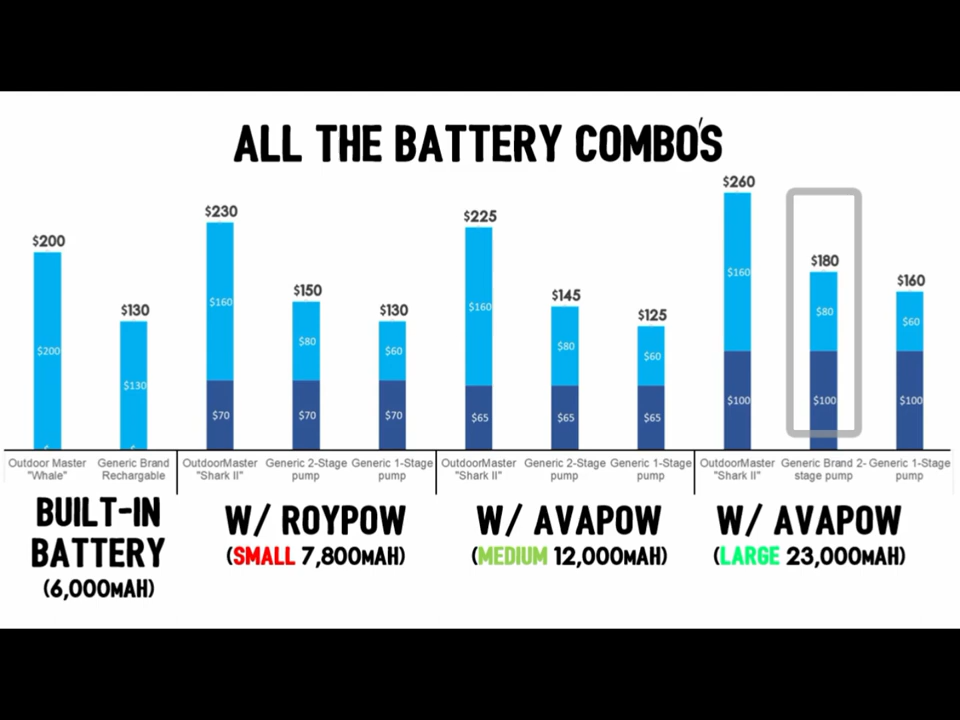 ALL THE BATTERY COMBO'S
$200
$200
$130
$130
$230
$160
$70
$150
$80
$70
$130
$60
$70
$225
$160
$65
$145
$80
$65
$125
$60
$65
$260
$160
$100
$180
$80
$100
$160
$60
$100
Outdoor Master
"Whale"
Generic Brand
Rechargable
OutdoorMaster
"Shark II"
Generic 2-Stage
pump
Generic 1-Stage
pump
OutdoorMaster
"Shark II"
Generic 2-Stage
pump
Generic 1-Stage
pump
OutdoorMaster
"Shark II"
Generic Brand 2-
stage pump
Generic 1-Stage
pump
BUILT-IN
BATTERY
(6,000MAH)
W/ ROYPOW
(SMALL 7,800MAH)
W/ AVAPOW
(MEDIUM 12,000MAH)
W/ AVAPOW
(LARGE 23,000MAH)